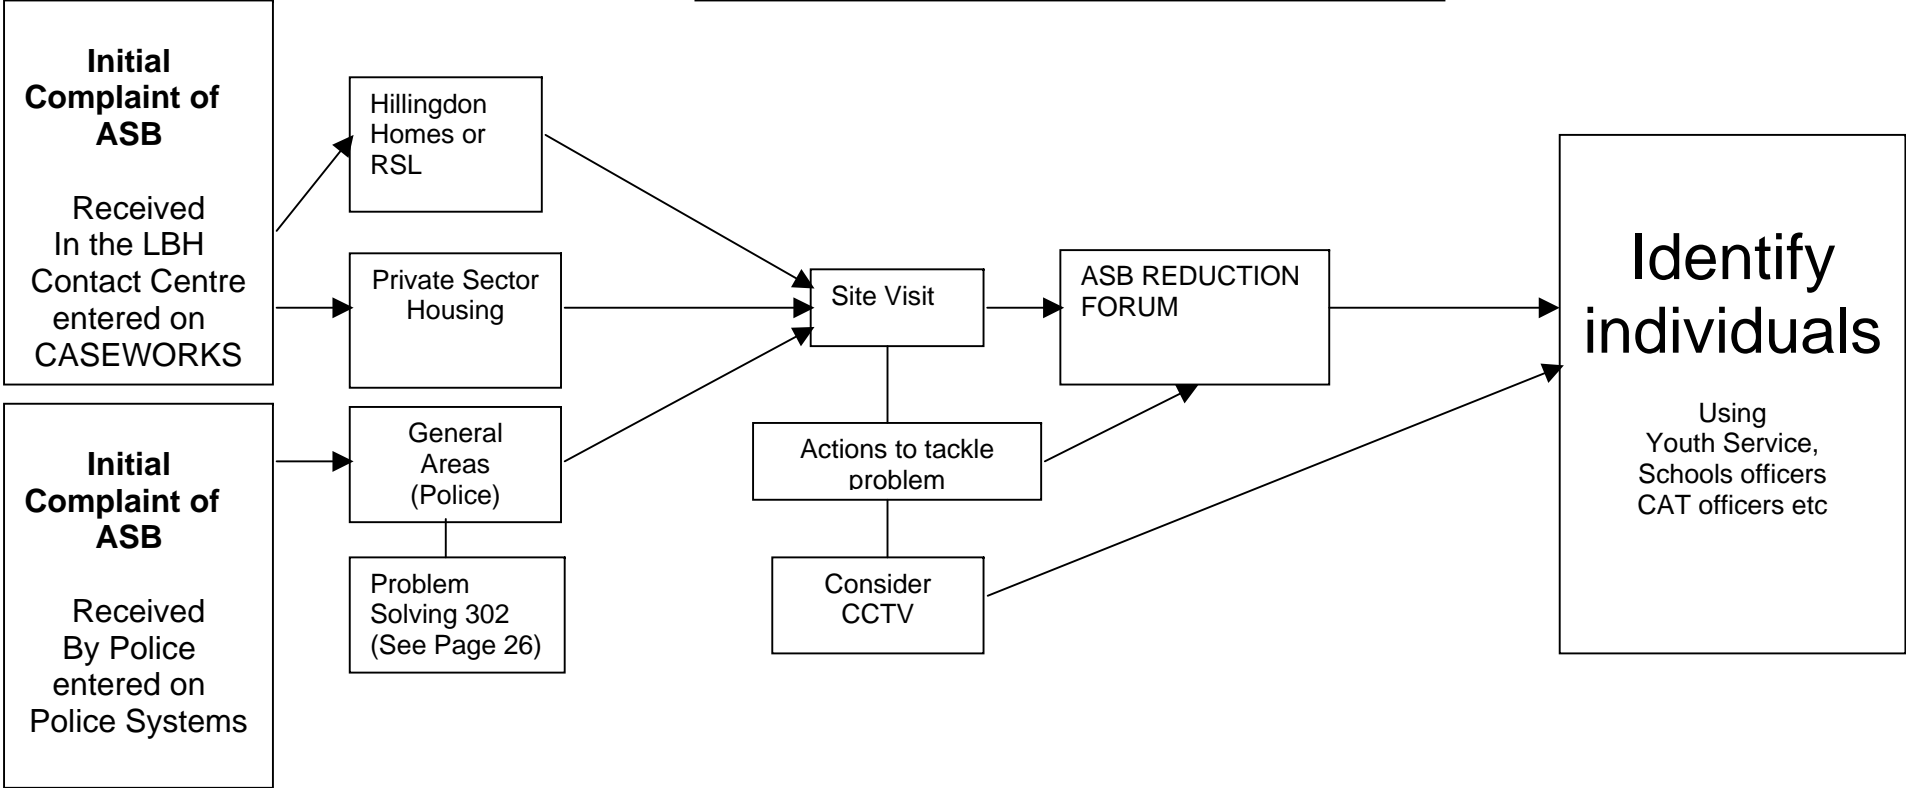 Initial
Complaint of
ASB
Received
In the LBH
Contact Centre
entered on
CASEWORKS
Initial
Complaint of
ASB
Received
By Police
entered on
Police Systems
Hillingdon
Homes or
RSL
Private Sector
Housing
General
Areas
(Police)
Problem
Solving 302
(See Page 26)
Site Visit
Actions to tackle
problem
Consider
CCTV
ASB REDUCTION
FORUM
Identify
individuals
Using
Youth Service,
Schools officers
CAT officers etc